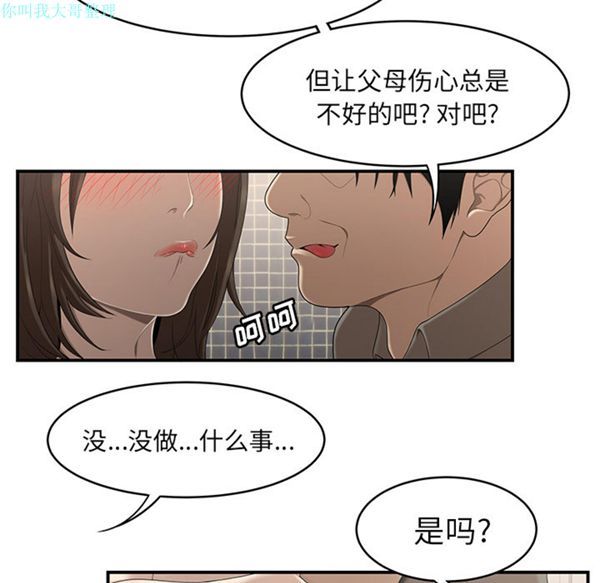 你叫我大哥整理
但让父母伤心总是
不好的吧? 对吧?
呵呵
没...没做...什么事...
是吗?